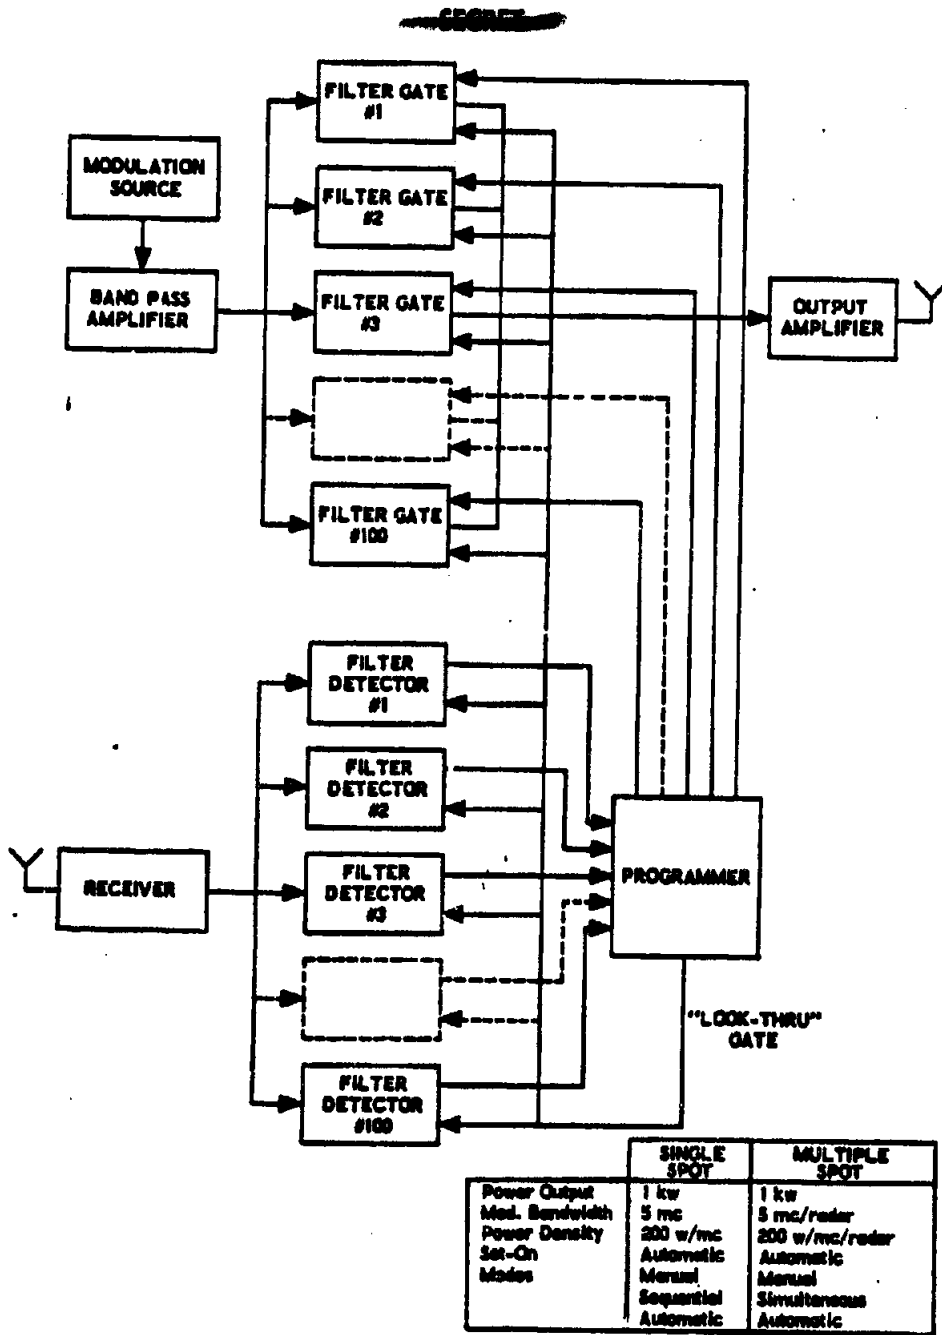 SECRET
FILTER GATE
#1
MODULATION
SOURCE
FILTER GATE
#2
BAND PASS
AMPLIFIER
FILTER GATE
#3
OUTPUT
AMPLIFIER
FILTER GATE
#100
FILTER
DETECTOR
#1
FILTER
DETECTOR
#2
RECEIVER
FILTER
DETECTOR
#3
PROGRAMMER
"LOOK-THRU"
GATE
FILTER
DETECTOR
#100
SINGLE SPOT MULTIPLE SPOT
Power Output 1 kw 1 kw
Mod. Bandwidth 5 mc 5 mc/radar
Power Density 200 w/mc 200 w/mc/radar
Set-On Automatic Automatic
Modes Manual Manual
Sequential Simultaneous
Automatic Automatic